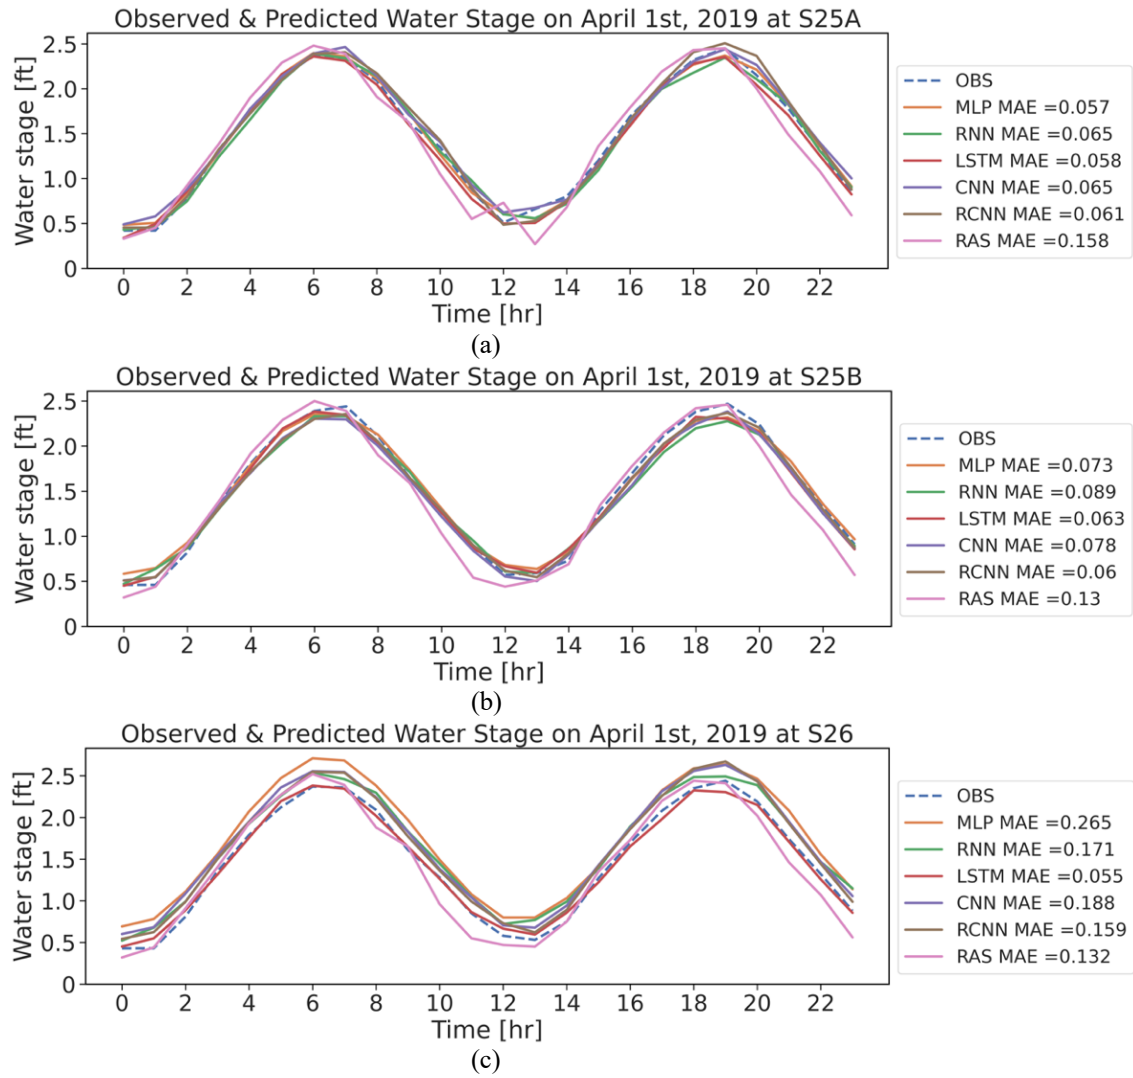 Observed & Predicted Water Stage on April 1st, 2019 at S25A
Water stage [ft]
2.5
2.0
1.5
1.0
0.5
0
0 2 4 6 8 10 12 14 16 18 20 22
Time [hr]
OBS
MLP MAE =0.057
RNN MAE =0.065
LSTM MAE =0.058
CNN MAE =0.065
RCNN MAE =0.061
RAS MAE =0.158
(a)
Observed & Predicted Water Stage on April 1st, 2019 at S25B
Water stage [ft]
2.5
2.0
1.5
1.0
0.5
0
0 2 4 6 8 10 12 14 16 18 20 22
Time [hr]
OBS
MLP MAE =0.073
RNN MAE =0.089
LSTM MAE =0.063
CNN MAE =0.078
RCNN MAE =0.06
RAS MAE =0.13
(b)
Observed & Predicted Water Stage on April 1st, 2019 at S26
Water stage [ft]
2.5
2.0
1.5
1.0
0.5
0
0 2 4 6 8 10 12 14 16 18 20 22
Time [hr]
OBS
MLP MAE =0.265
RNN MAE =0.171
LSTM MAE =0.055
CNN MAE =0.188
RCNN MAE =0.159
RAS MAE =0.132
(c)